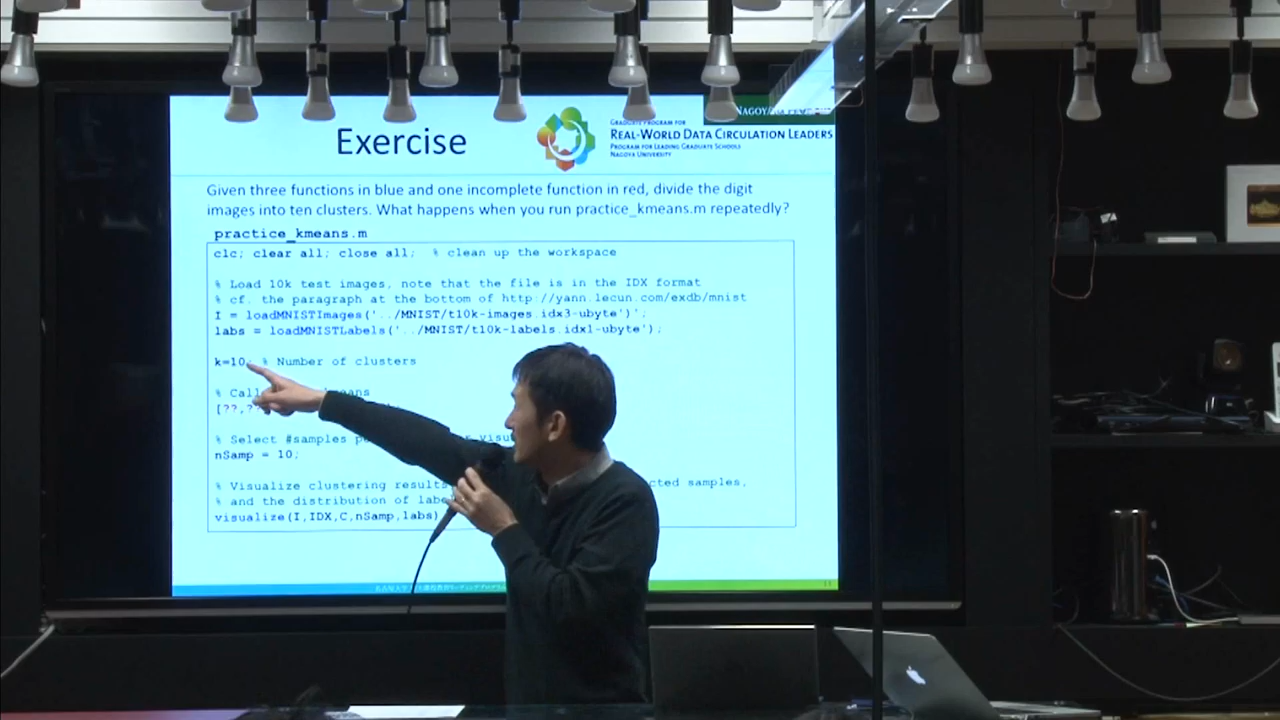 NAGOYA
GRADUATE PROGRAM FOR
REAL-WORLD DATA CIRCULATION LEADERS
PROGRAM FOR LEADING GRADUATE SCHOOLS
NAGOYA UNIVERSITY
Exercise
Given three functions in blue and one incomplete function in red, divide the digit
images into ten clusters. What happens when you run practice_kmeans.m repeatedly?
practice_kmeans.m
clc; clear all; close all;  % clean up the workspace
% Load 10k test images, note that the file is in the IDX format
% cf. the paragraph at the bottom of http://yann.lecun.com/exdb/mnist
I = loadMNISTImages('../MNIST/t10k-images.idx3-ubyte')';
labs = loadMNISTLabels('../MNIST/t10k-labels.idx1-ubyte');
k=10; % Number of clusters
% Call
[??,??
% Select #samples
nSamp = 10;
% Visualize clustering results samples,
% and the distribution of
visualize(I,IDX,C,nSamp,labs)
13